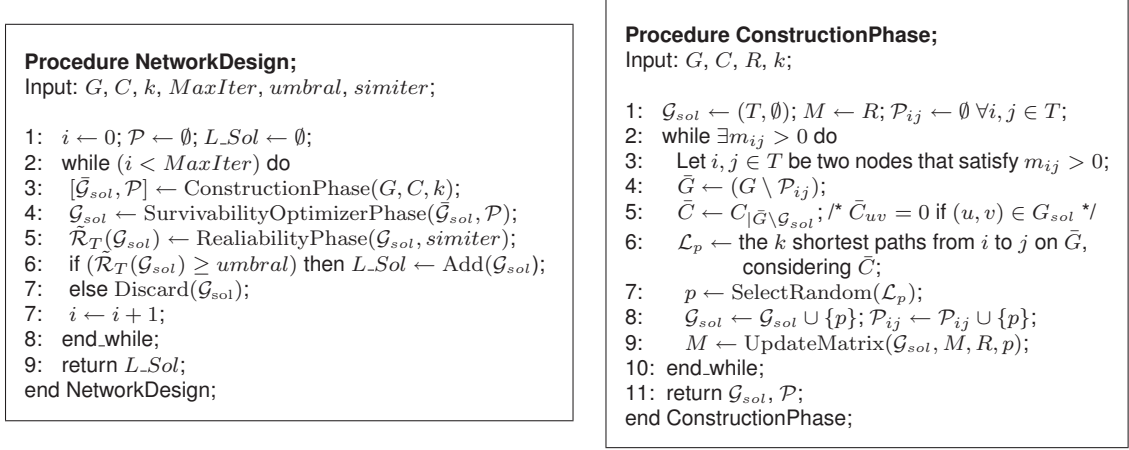 Procedure NetworkDesign;
Input: G, C, k, MaxIter, umbral, simiter;
1: i ← 0; 𝒫 ← ∅; L_Sol ← ∅;
2: while (i < MaxIter) do
3: [𝒢̄_sol, 𝒫] ← ConstructionPhase(G, C, k);
4: 𝒢_sol ← SurvivabilityOptimizerPhase(𝒢̄_sol, 𝒫);
5: ℛ̃_T(𝒢_sol) ← RealiabilityPhase(𝒢_sol, simiter);
6: if (ℛ̃_T(𝒢_sol) ≥ umbral) then L_Sol ← Add(𝒢_sol);
7: else Discard(𝒢_sol);
7: i ← i + 1;
8: end_while;
9: return L_Sol;
end NetworkDesign;
Procedure ConstructionPhase;
Input: G, C, R, k;
1: 𝒢_sol ← (T, ∅); M ← R; 𝒫_ij ← ∅ ∀i, j ∈ T;
2: while ∃m_ij > 0 do
3: Let i, j ∈ T be two nodes that satisfy m_ij > 0;
4: Ḡ ← (G \ 𝒫_ij);
5: C̄ ← C_|Ḡ\𝒢_sol; /* C̄_uv = 0 if (u, v) ∈ G_sol */
6: ℒ_p ← the k shortest paths from i to j on Ḡ,
considering C̄;
7: p ← SelectRandom(ℒ_p);
8: 𝒢_sol ← 𝒢_sol ∪ {p}; 𝒫_ij ← 𝒫_ij ∪ {p};
9: M ← UpdateMatrix(𝒢_sol, M, R, p);
10: end_while;
11: return 𝒢_sol, 𝒫;
end ConstructionPhase;